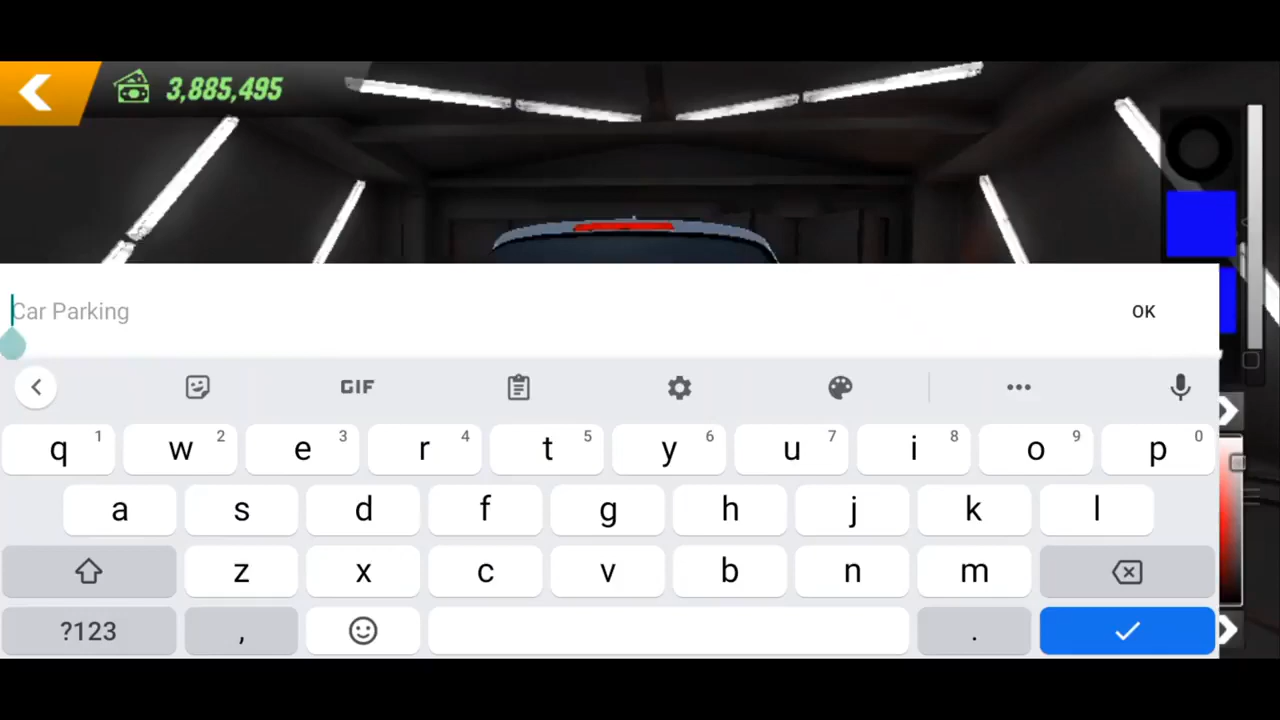 3,885,495
Car Parking
OK
GIF
q 1 w 2 e 3 r 4 t 5 y 6 u 7 i 8 o 9 p 0
a s d f g h j k l
z x c v b n m
?123 , .